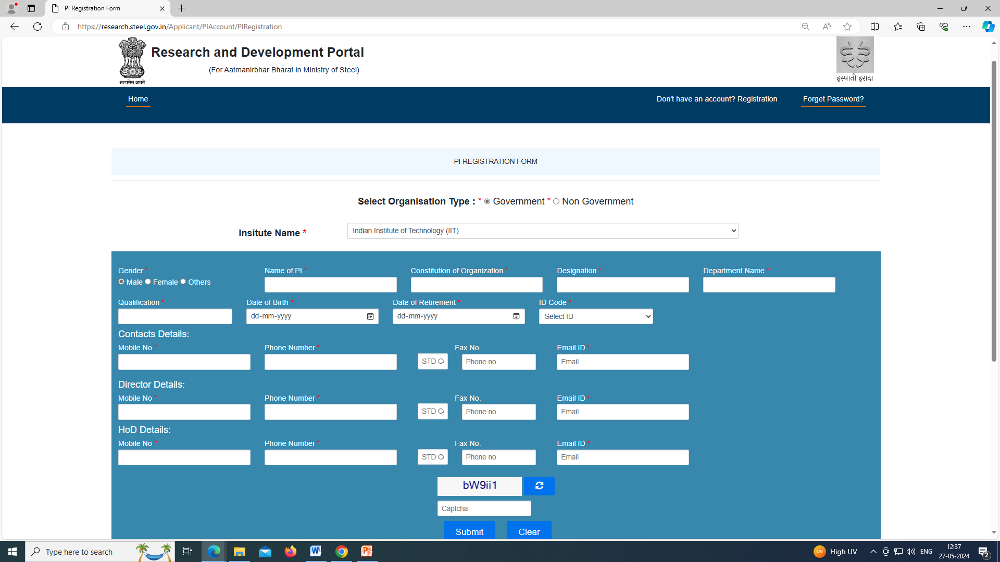 PI Registration Form
https://research.steel.gov.in/Applicant/PIAccount/PIRegistration
Research and Development Portal
(For Aatmanirbhar Bharat in Ministry of Steel)
सत्यमेव जयते
इस्पाती इरादा
Home Don't have an account? Registration Forget Password?
PI REGISTRATION FORM
Select Organisation Type : * Government * Non Government
Insitute Name * Indian Institute of Technology (IIT)
Gender * Name of PI * Constitution of Organization * Designation * Department Name *
Male Female Others
Qualification * Date of Birth * Date of Retirement * ID Code *
dd-mm-yyyy dd-mm-yyyy Select ID
Contacts Details:
Mobile No * Phone Number * Fax No. Email ID *
STD Phone no Email
Director Details:
Mobile No * Phone Number * Fax No. Email ID *
STD Phone no Email
HoD Details:
Mobile No * Phone Number * Fax No. Email ID *
STD Phone no Email
bW9ii1
Captcha
Submit Clear
Type here to search UV High UV ENG 12:37
27-05-2024 2